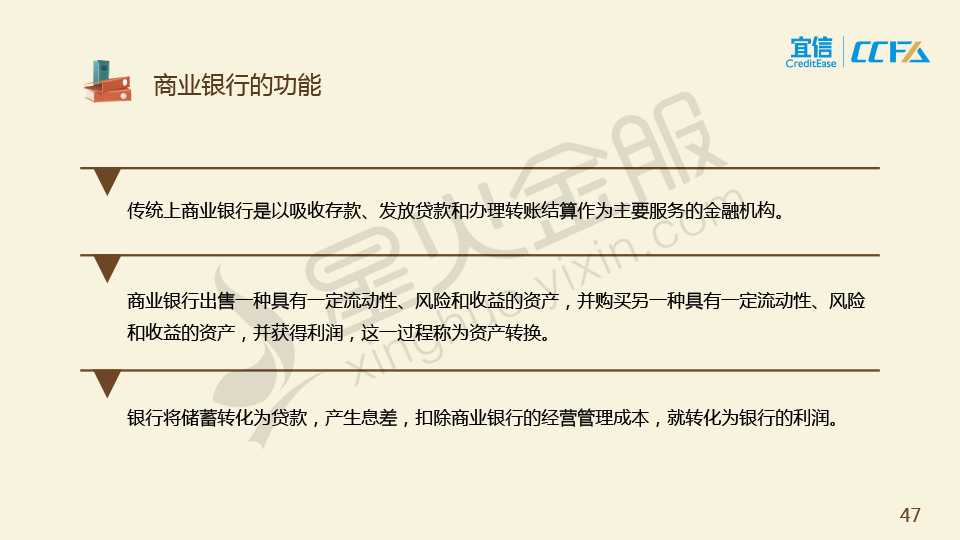 宜信
CreditEase
CCFA
商业银行的功能
传统上商业银行是以吸收存款、发放贷款和办理转账结算作为主要服务的金融机构。
商业银行出售一种具有一定流动性、风险和收益的资产，并购买另一种具有一定流动性、风险
和收益的资产，并获得利润，这一过程称为资产转换。
银行将储蓄转化为贷款，产生息差，扣除商业银行的经营管理成本，就转化为银行的利润。
星火金服
xinghuo.yixin.com
47